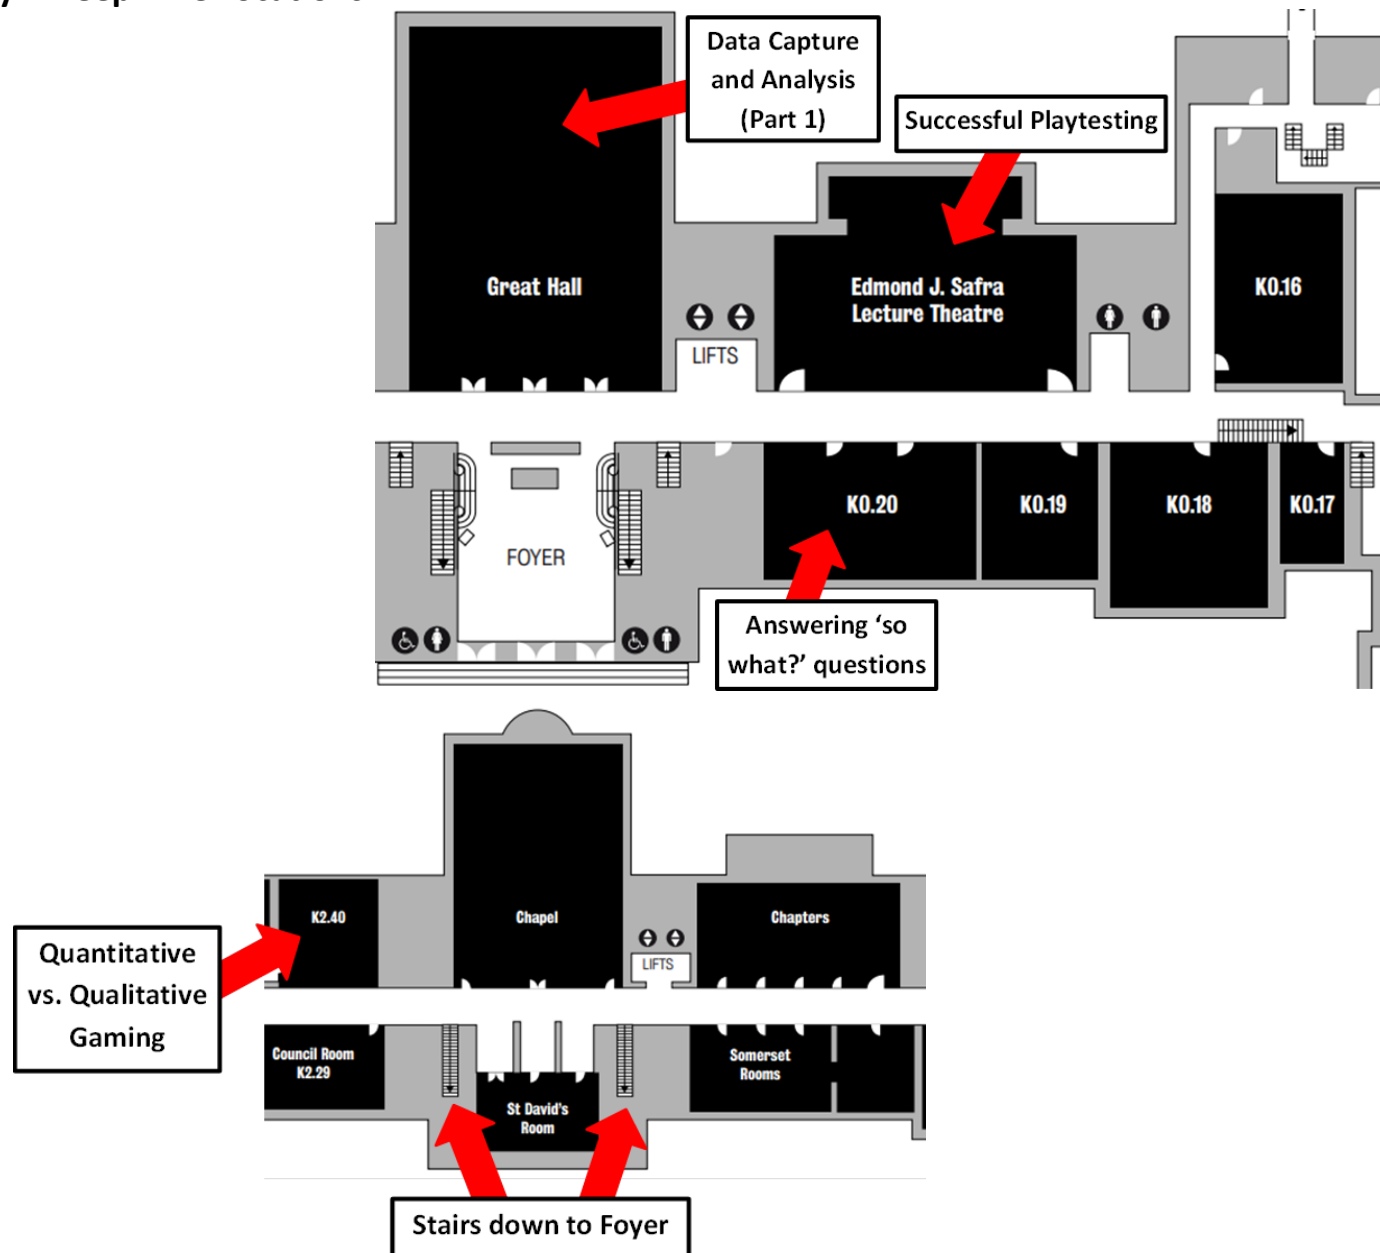 Data Capture
and Analysis
(Part 1)
Successful Playtesting
Great Hall
Edmond J. Safra
Lecture Theatre
K0.16
LIFTS
K0.20
K0.19
K0.18
K0.17
FOYER
Answering ‘so
what?’ questions
K2.40
Chapel
Chapters
LIFTS
Quantitative
vs. Qualitative
Gaming
Council Room
K2.29
Somerset
Rooms
St David's
Room
Stairs down to Foyer